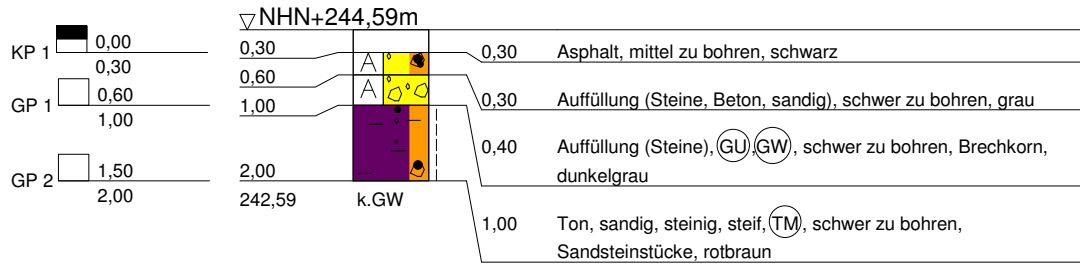 ▽ NHN+244,59m
KP 1 0,00
0,30
GP 1 0,60
1,00
GP 2 1,50
2,00
0,30
0,60
1,00
2,00
242,59 k.GW
A
A
0,30 Asphalt, mittel zu bohren, schwarz
0,30 Auffüllung (Steine, Beton, sandig), schwer zu bohren, grau
0,40 Auffüllung (Steine), GU, GW, schwer zu bohren, Brechkorn,
dunkelgrau
1,00 Ton, sandig, steinig, steif, TM, schwer zu bohren,
Sandsteinstücke, rotbraun